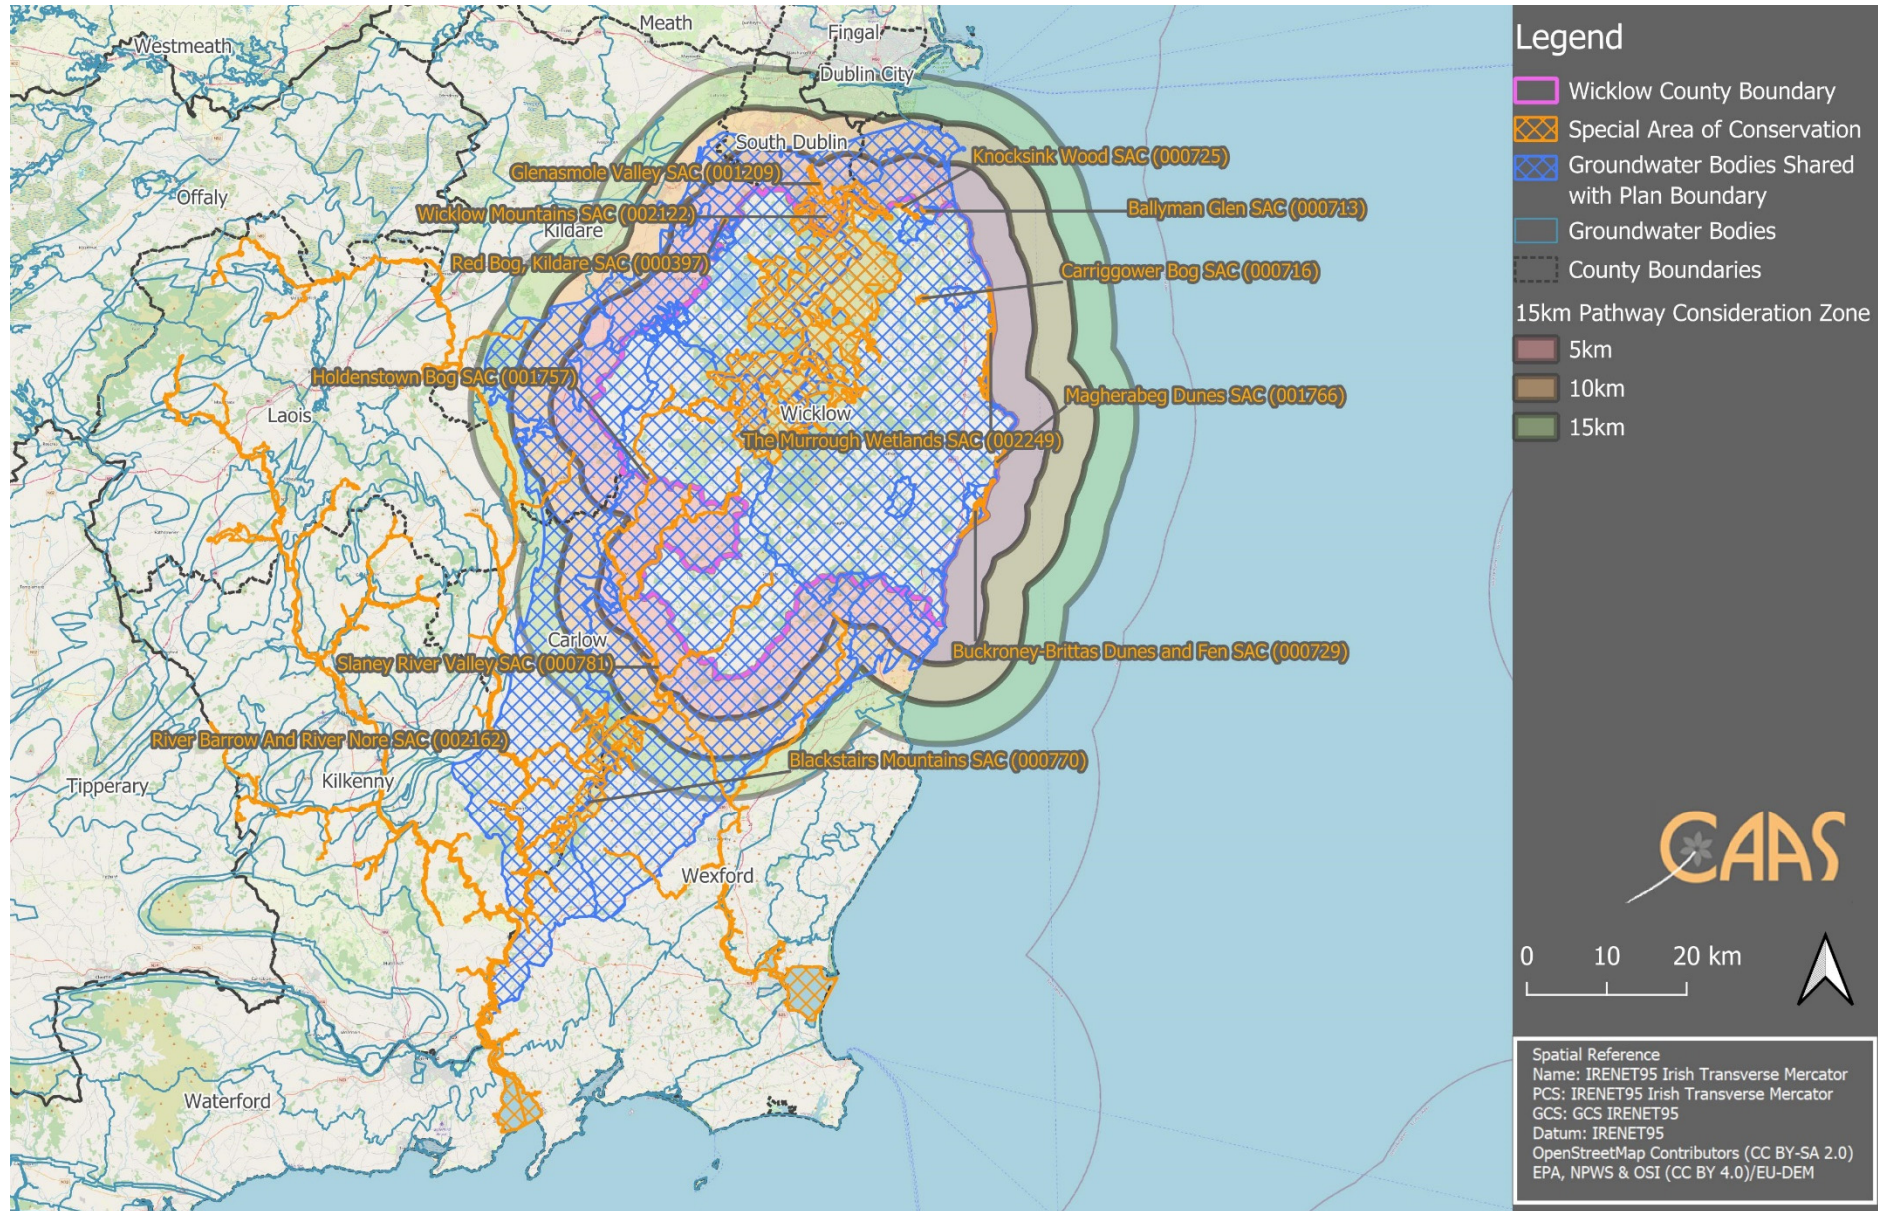 Meath
Westmeath
Fingal
Dublin City
South Dublin
Knocksink Wood SAC (000725)
Glenasmole Valley SAC (001209)
Offaly
Wicklow Mountains SAC (002122)
Ballyman Glen SAC (000713)
Kildare
Red Bog, Kildare SAC (000397)
Carriggower Bog SAC (000716)
Holdenstown Bog SAC (001757)
Magherabeg Dunes SAC (001766)
Laois
Wicklow
The Murrough Wetlands SAC (002249)
Carlow
Buckroney-Brittas Dunes and Fen SAC (000729)
Slaney River Valley SAC (000781)
River Barrow And River Nore SAC (002162)
Blackstairs Mountains SAC (000770)
Tipperary
Kilkenny
Wexford
Waterford
Legend
Wicklow County Boundary
Special Area of Conservation
Groundwater Bodies Shared
with Plan Boundary
Groundwater Bodies
County Boundaries
15km Pathway Consideration Zone
5km
10km
15km
CAAS
0 10 20 km
Spatial Reference
Name: IRENET95 Irish Transverse Mercator
PCS: IRENET95 Irish Transverse Mercator
GCS: GCS IRENET95
Datum: IRENET95
OpenStreetMap Contributors (CC BY-SA 2.0)
EPA, NPWS & OSI (CC BY 4.0)/EU-DEM